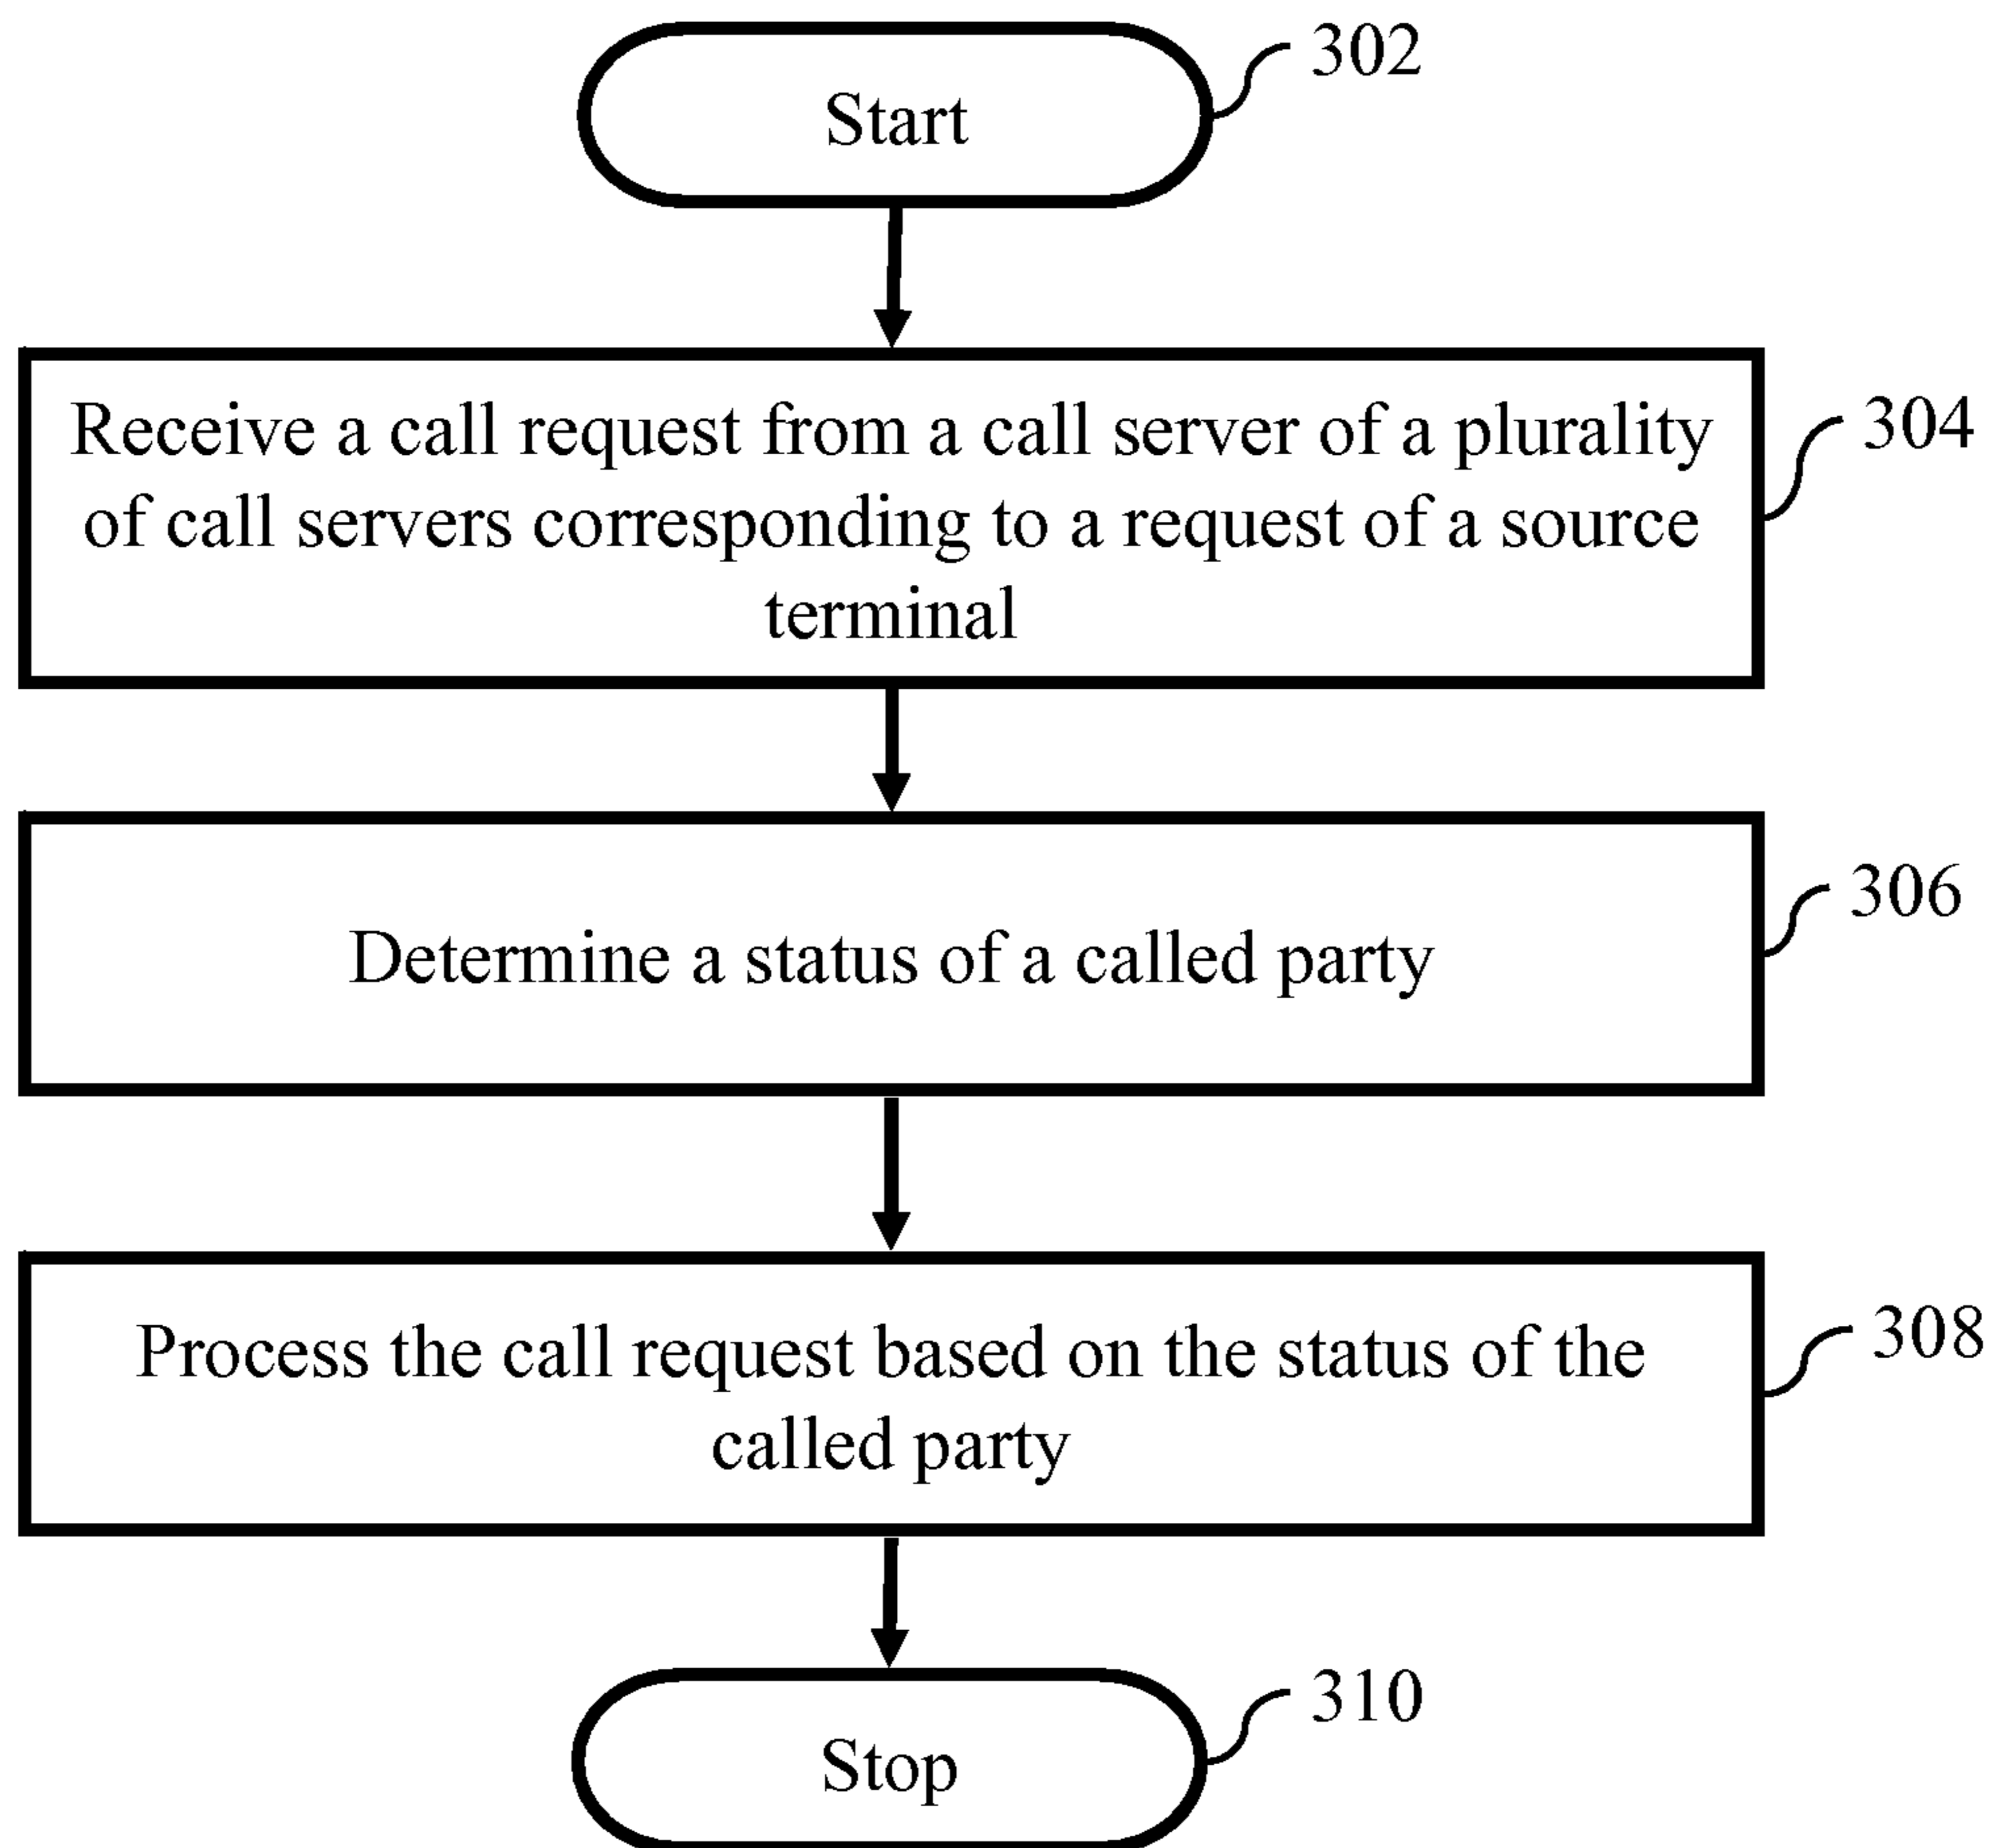 302
Start
304
Receive a call request from a call server of a plurality
of call servers corresponding to a request of a source
terminal
306
Determine a status of a called party
308
Process the call request based on the status of the
called party
310
Stop